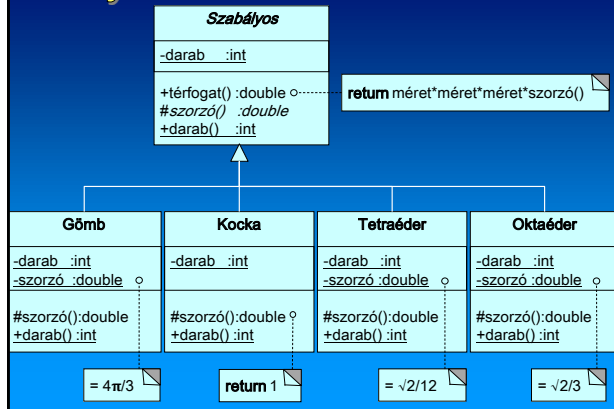 Szabályos
-darab :int
+térfogat() :double
#szorzó() :double
+darab() :int
return méret*méret*méret*szorzó()
Gömb
-darab :int
-szorzó :double
#szorzó():double
+darab():int
= 4π/3
Kocka
-darab :int
#szorzó():double
+darab():int
return 1
Tetraéder
-darab :int
-szorzó :double
#szorzó():double
+darab():int
= √2/12
Oktaéder
-darab :int
-szorzó :double
#szorzó():double
+darab():int
= √2/3